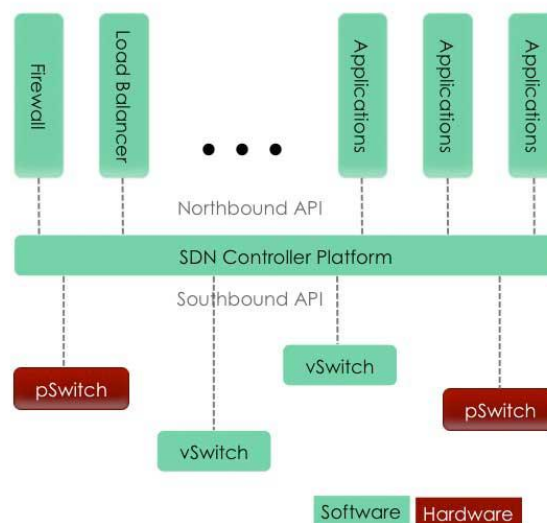 Firewall
Load Balancer
Applications
Applications
Applications
Northbound API
SDN Controller Platform
Southbound API
vSwitch
pSwitch
pSwitch
vSwitch
Software
Hardware